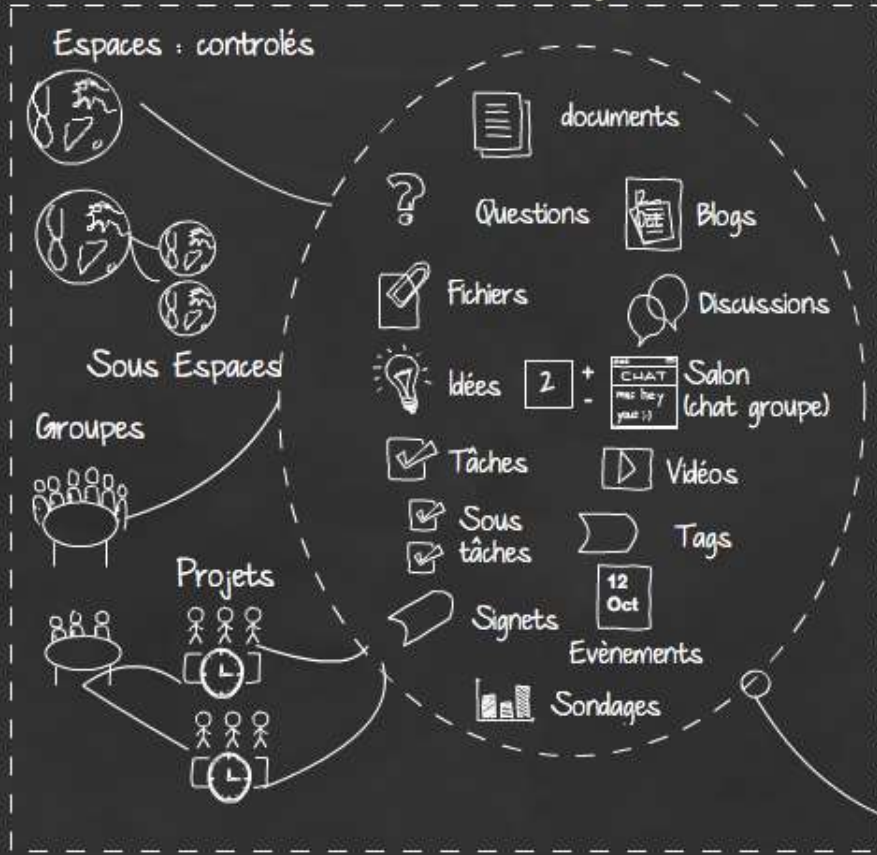 Espaces : controlés
Sous Espaces
Groupes
Projets
documents
Questions
Blogs
Fichiers
Discussions
Idées
2
+
-
CHAT
Salon
(chat groupe)
Tâches
Vidéos
Sous
tâches
Tags
12
Oct
Signets
Evènements
Sondages